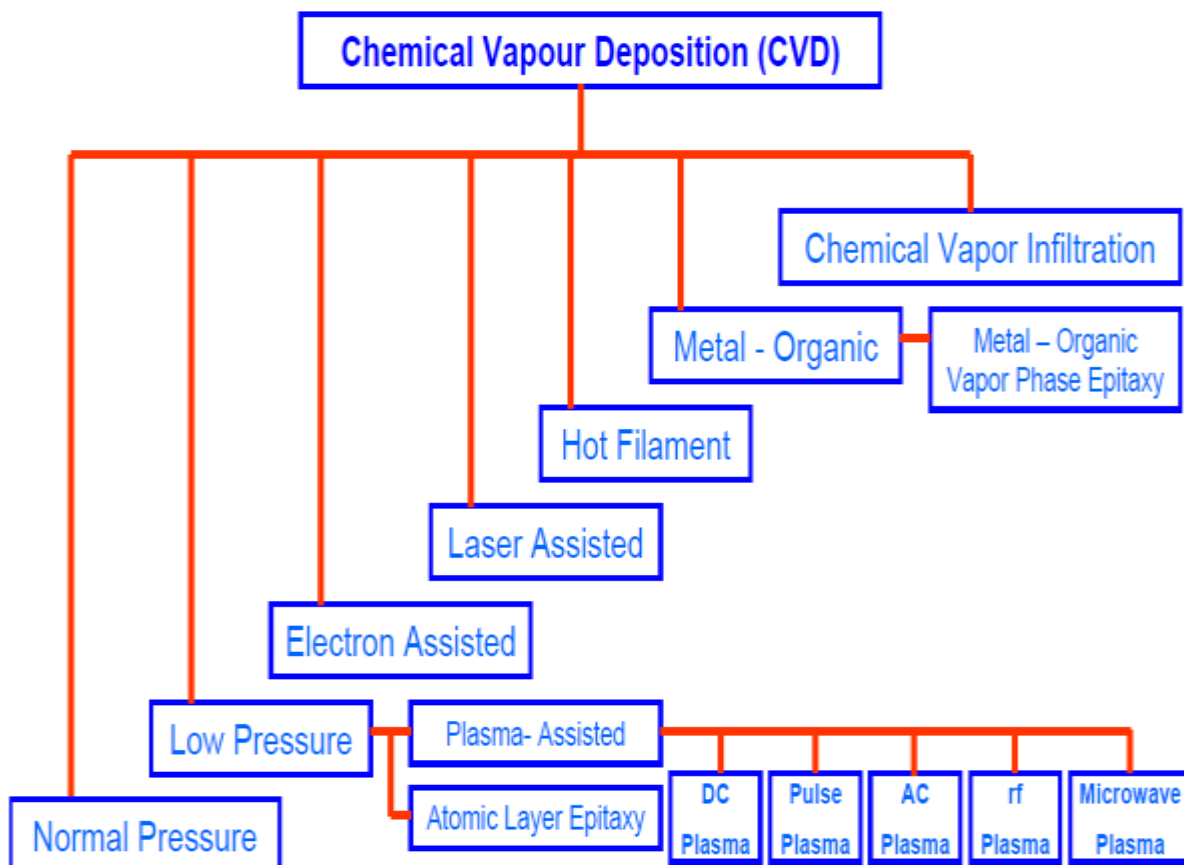 Chemical Vapour Deposition (CVD)
Chemical Vapor Infiltration
Metal - Organic
Metal – Organic
Vapor Phase Epitaxy
Hot Filament
Laser Assisted
Electron Assisted
Low Pressure
Plasma- Assisted
Atomic Layer Epitaxy
DC
Plasma
Pulse
Plasma
AC
Plasma
rf
Plasma
Microwave
Plasma
Normal Pressure